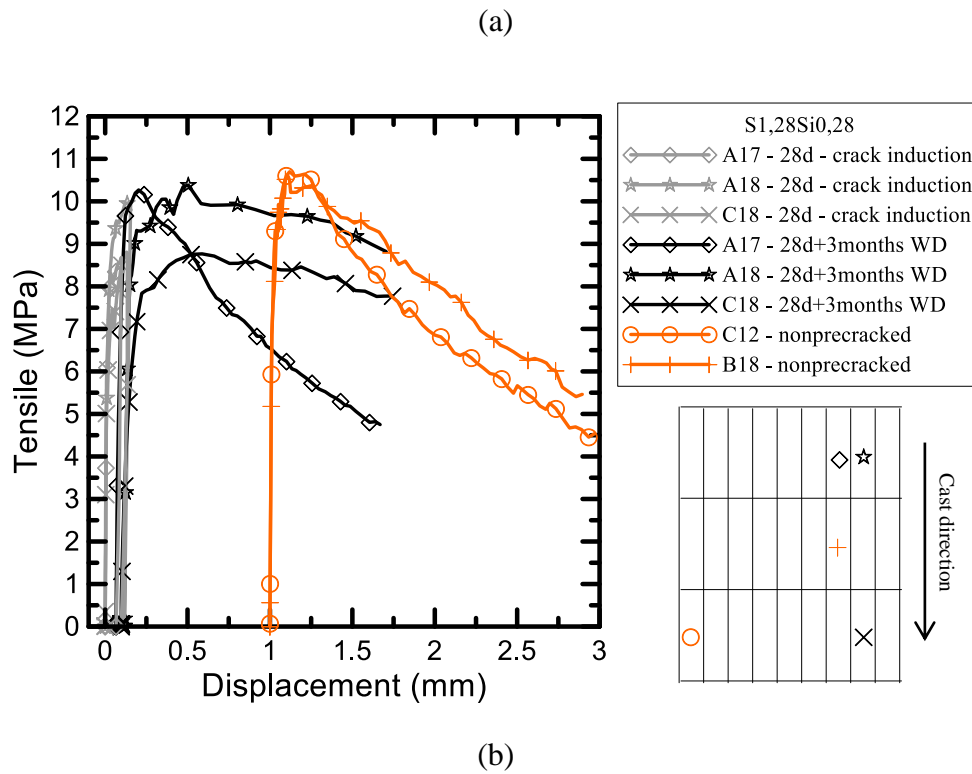 (a)
12
11
10
9
8
7
6
5
4
3
2
1
0
Tensile (MPa)
0 0.5 1 1.5 2 2.5 3
Displacement (mm)
S1,28Si0,28
A17 - 28d - crack induction
A18 - 28d - crack induction
C18 - 28d - crack induction
A17 - 28d+3months WD
A18 - 28d+3months WD
C18 - 28d+3months WD
C12 - nonprecracked
B18 - nonprecracked
Cast direction
(b)